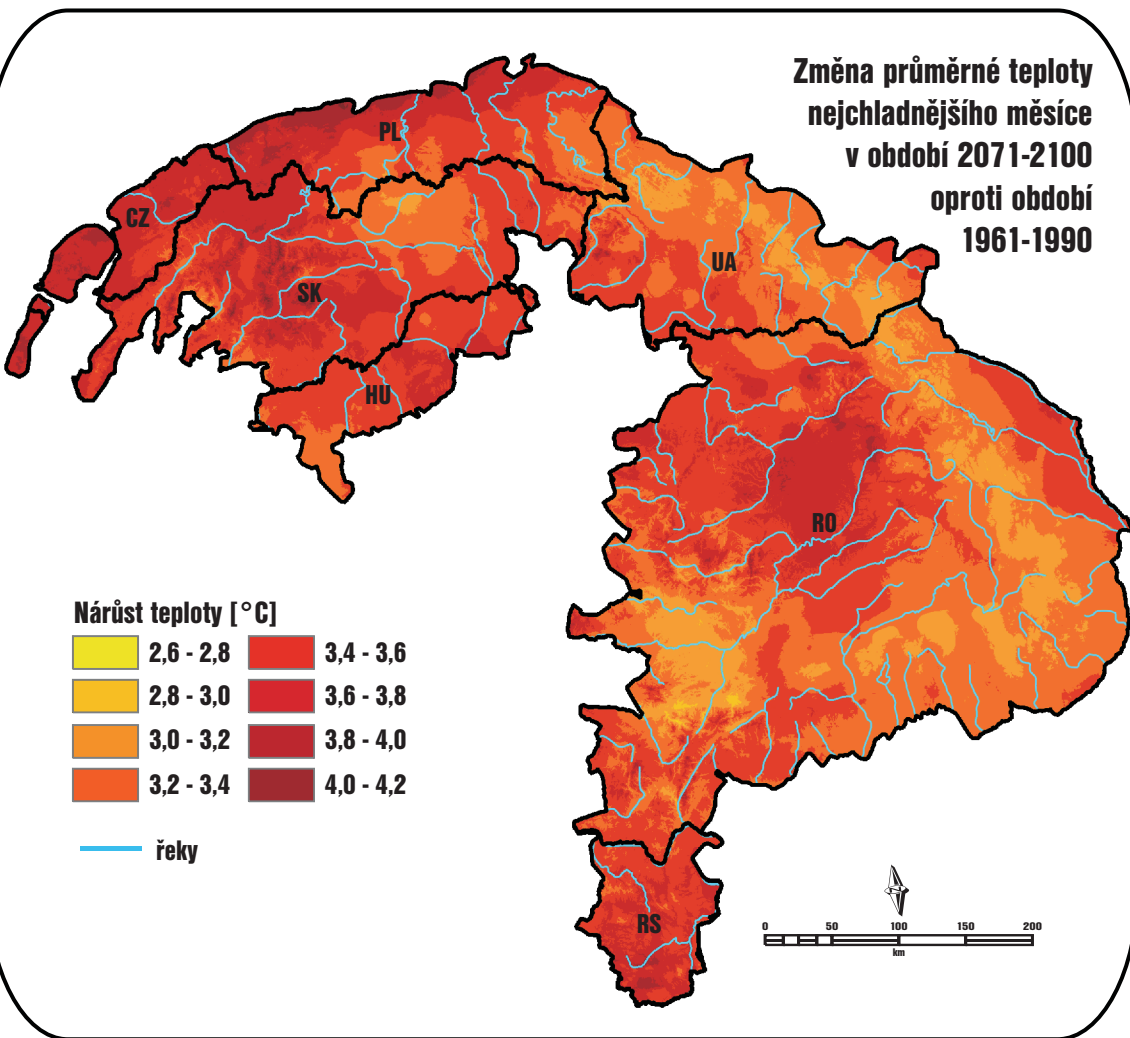 Změna průměrné teploty
nejchladnějšího měsíce
v období 2071-2100
oproti období
1961-1990
PL
CZ
UA
SK
HU
RO
RS
Nárůst teploty [°C]
2,6 - 2,8
3,4 - 3,6
2,8 - 3,0
3,6 - 3,8
3,0 - 3,2
3,8 - 4,0
3,2 - 3,4
4,0 - 4,2
řeky
0 50 100 150 200
km